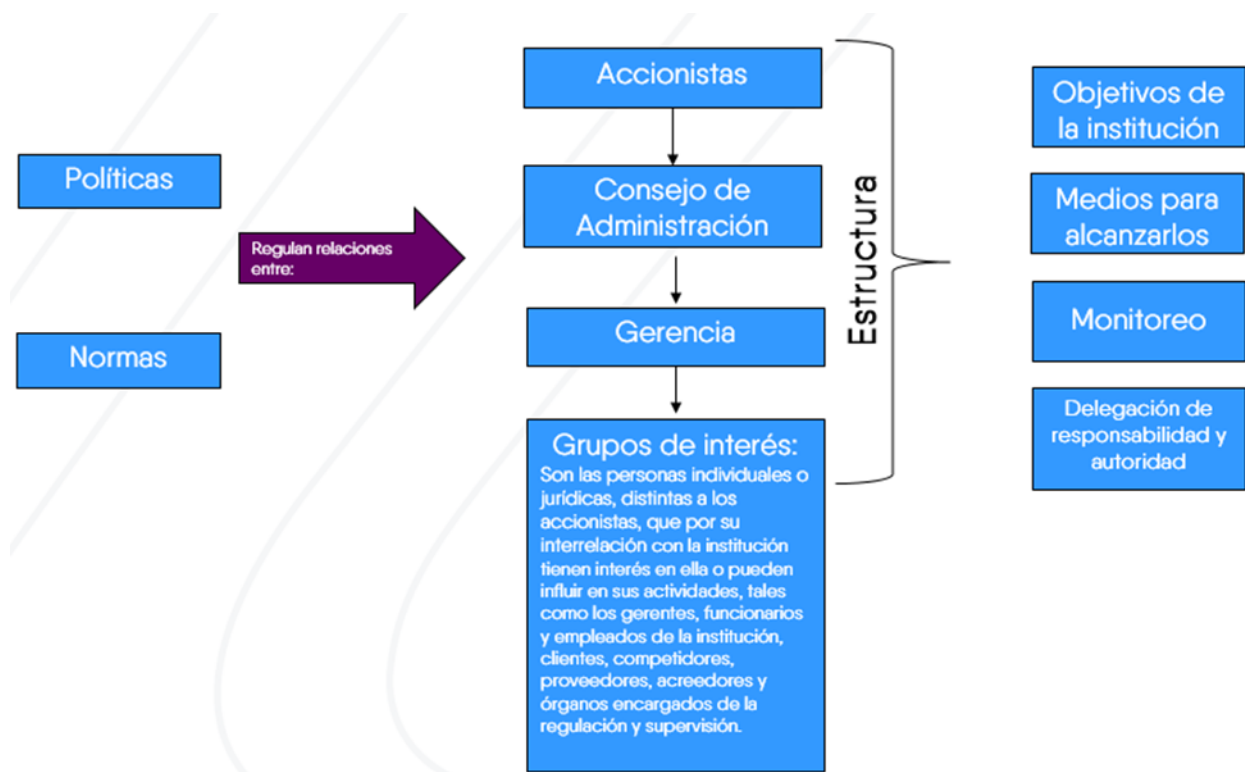 Políticas
Normas
Regulan relaciones
entre:
Accionistas
Consejo de
Administración
Gerencia
Grupos de interés:
Son las personas individuales o
jurídicas, distintas a los
accionistas, que por su
interrelación con la institución
tienen interés en ella o pueden
influir en sus actividades, tales
como los gerentes, funcionarios
y empleados de la institución,
clientes, competidores,
proveedores, acreedores y
órganos encargados de la
regulación y supervisión.
Estructura
Objetivos de
la institución
Medios para
alcanzarlos
Monitoreo
Delegación de
responsabilidad y
autoridad